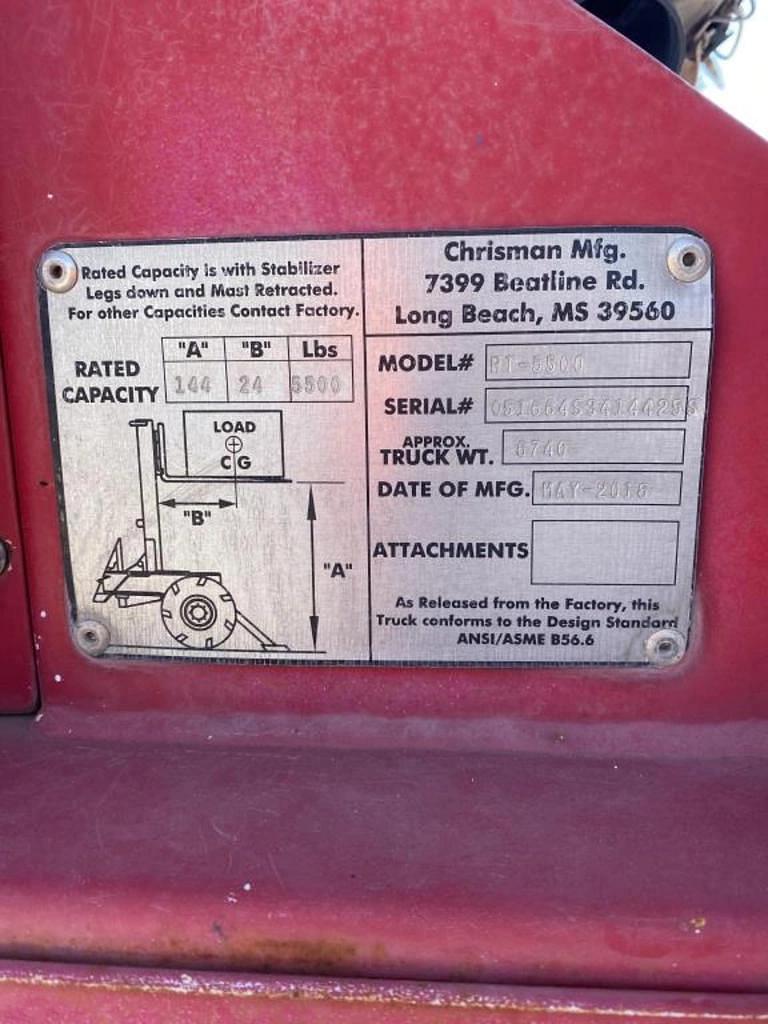 Rated Capacity is with Stabilizer
Legs down and Mast Retracted.
For other Capacities Contact Factory.
"A" "B" Lbs
RATED
CAPACITY
144 24 5500
LOAD
CG
"B"
"A"
Chrisman Mfg.
7399 Beatline Rd.
Long Beach, MS 39560
MODEL# RT-5500
SERIAL#
APPROX.
TRUCK WT. 6740
DATE OF MFG.
ATTACHMENTS
As Released from the Factory, this
Truck conforms to the Design Standard
ANSI/ASME B56.6